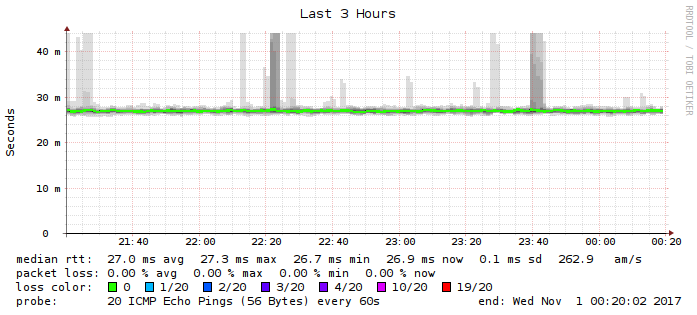 Last 3 Hours
RRDTOOL / TOBI OETIKER
Seconds
40 m
30 m
20 m
10 m
0
21:40 22:00 22:20 22:40 23:00 23:20 23:40 00:00 00:20
median rtt: 27.0 ms avg 27.3 ms max 26.7 ms min 26.9 ms now 0.1 ms sd 262.9 am/s
packet loss: 0.00 % avg 0.00 % max 0.00 % min 0.00 % now
loss color: 0 1/20 2/20 3/20 4/20 10/20 19/20
probe: 20 ICMP Echo Pings (56 Bytes) every 60s end: Wed Nov 1 00:20:02 2017